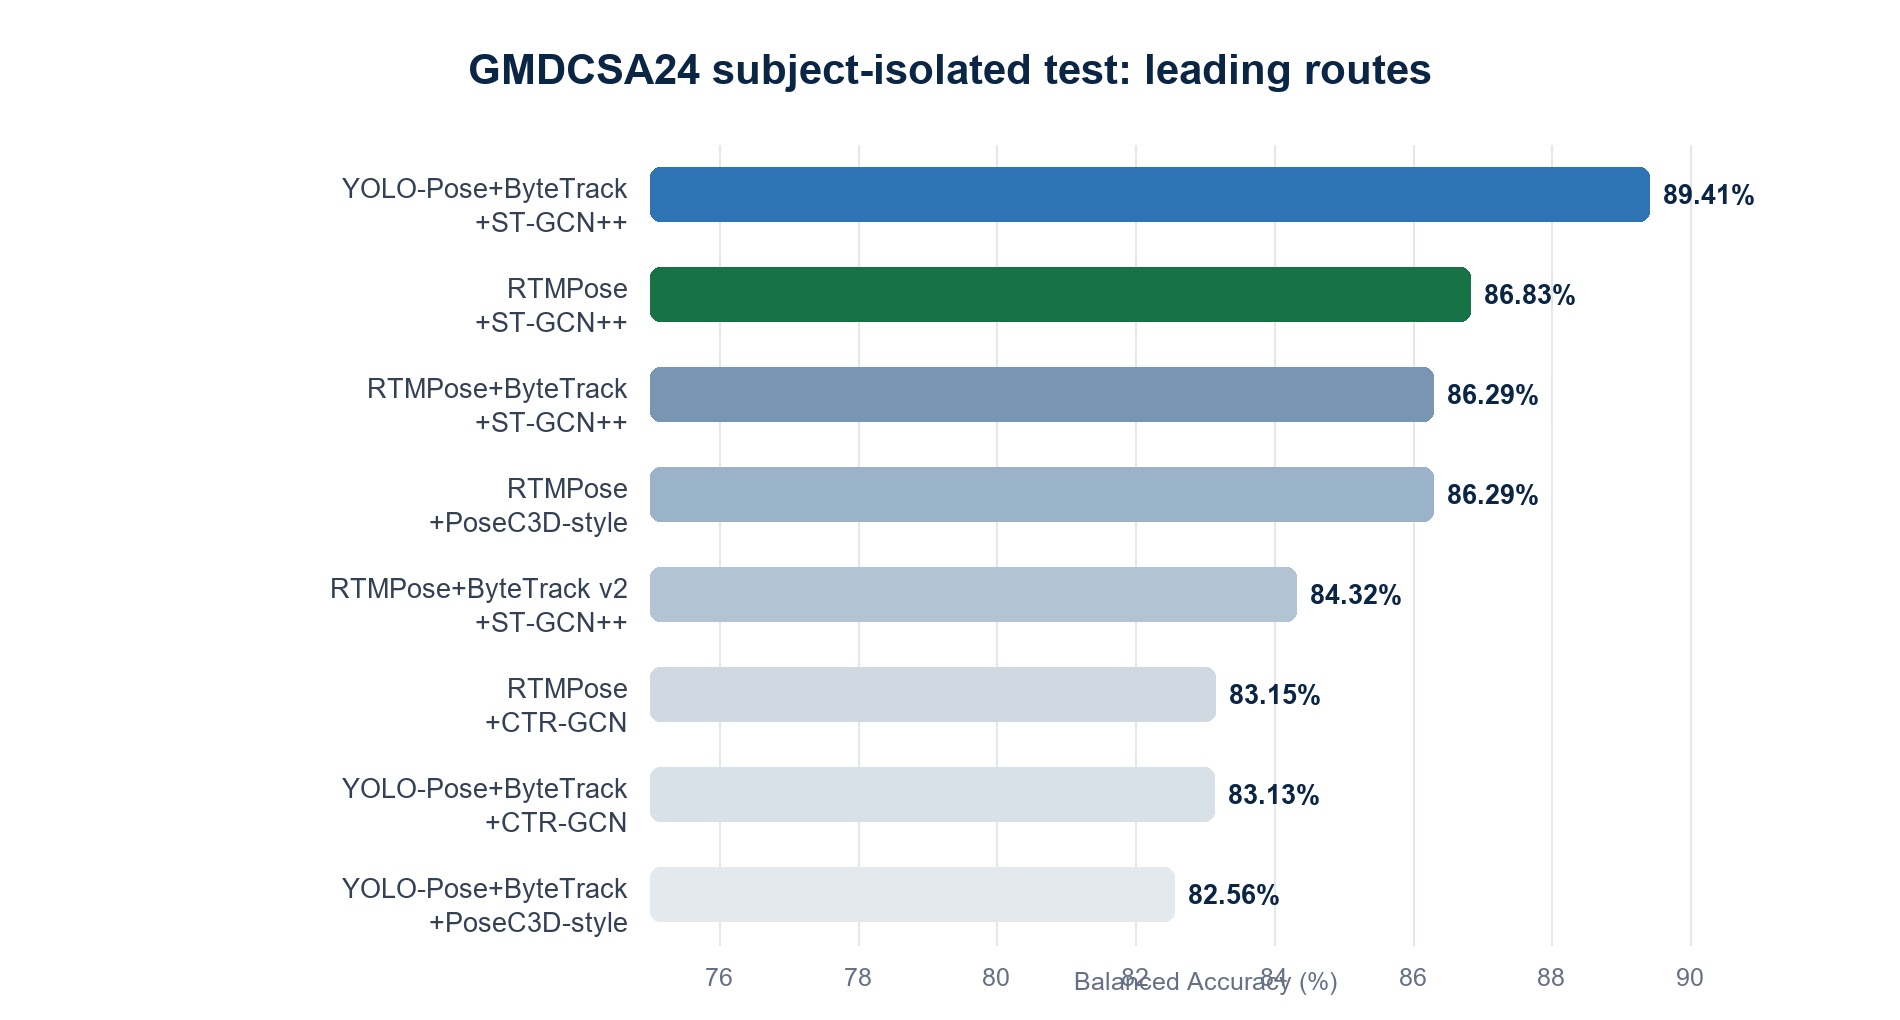 GMDCSA24 subject-isolated test: leading routes
YOLO-Pose+ByteTrack
+ST-GCN++
89.41%
RTMPose
+ST-GCN++
86.83%
RTMPose+ByteTrack
+ST-GCN++
86.29%
RTMPose
+PoseC3D-style
86.29%
RTMPose+ByteTrack v2
+ST-GCN++
84.32%
RTMPose
+CTR-GCN
83.15%
YOLO-Pose+ByteTrack
+CTR-GCN
83.13%
YOLO-Pose+ByteTrack
+PoseC3D-style
82.56%
76 78 80 82 84 86 88 90
Balanced Accuracy (%)